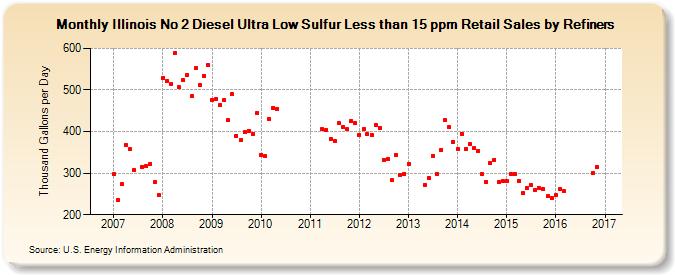 Monthly Illinois No 2 Diesel Ultra Low Sulfur Less than 15 ppm Retail Sales by Refiners
Thousand Gallons per Day
600
500
400
300
200
2007 2008 2009 2010 2011 2012 2013 2014 2015 2016 2017
Source: U.S. Energy Information Administration